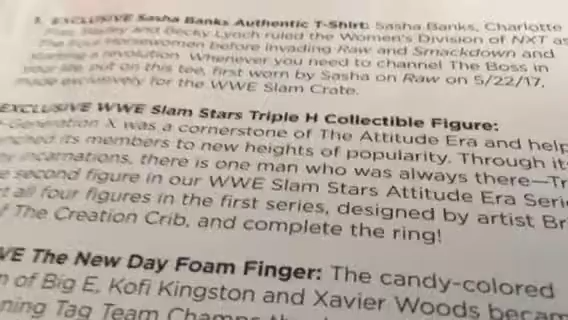 EXCLUSIVE Sasha Banks Authentic T-Shirt: Sasha Banks, Charlotte
and Becky Lynch ruled the Women's Division of NXT as
The Four Horsewomen before invading Raw and Smackdown and
starting a revolution. Whenever you need to channel The Boss in
your life, put on this tee, first worn by Sasha on Raw on 5/22/17,
made exclusively for the WWE Slam Crate.
EXCLUSIVE WWE Slam Stars Triple H Collectible Figure:
-Generation X was a cornerstone of The Attitude Era and help
nched its members to new heights of popularity. Through it
incarnations, there is one man who was always there—Tr
e second figure in our WWE Slam Stars Attitude Era Seri
t all four figures in the first series, designed by artist Br
f The Creation Crib, and complete the ring!
VE The New Day Foam Finger: The candy-colored
n of Big E, Kofi Kingston and Xavier Woods becam
ning Tag Team Champs